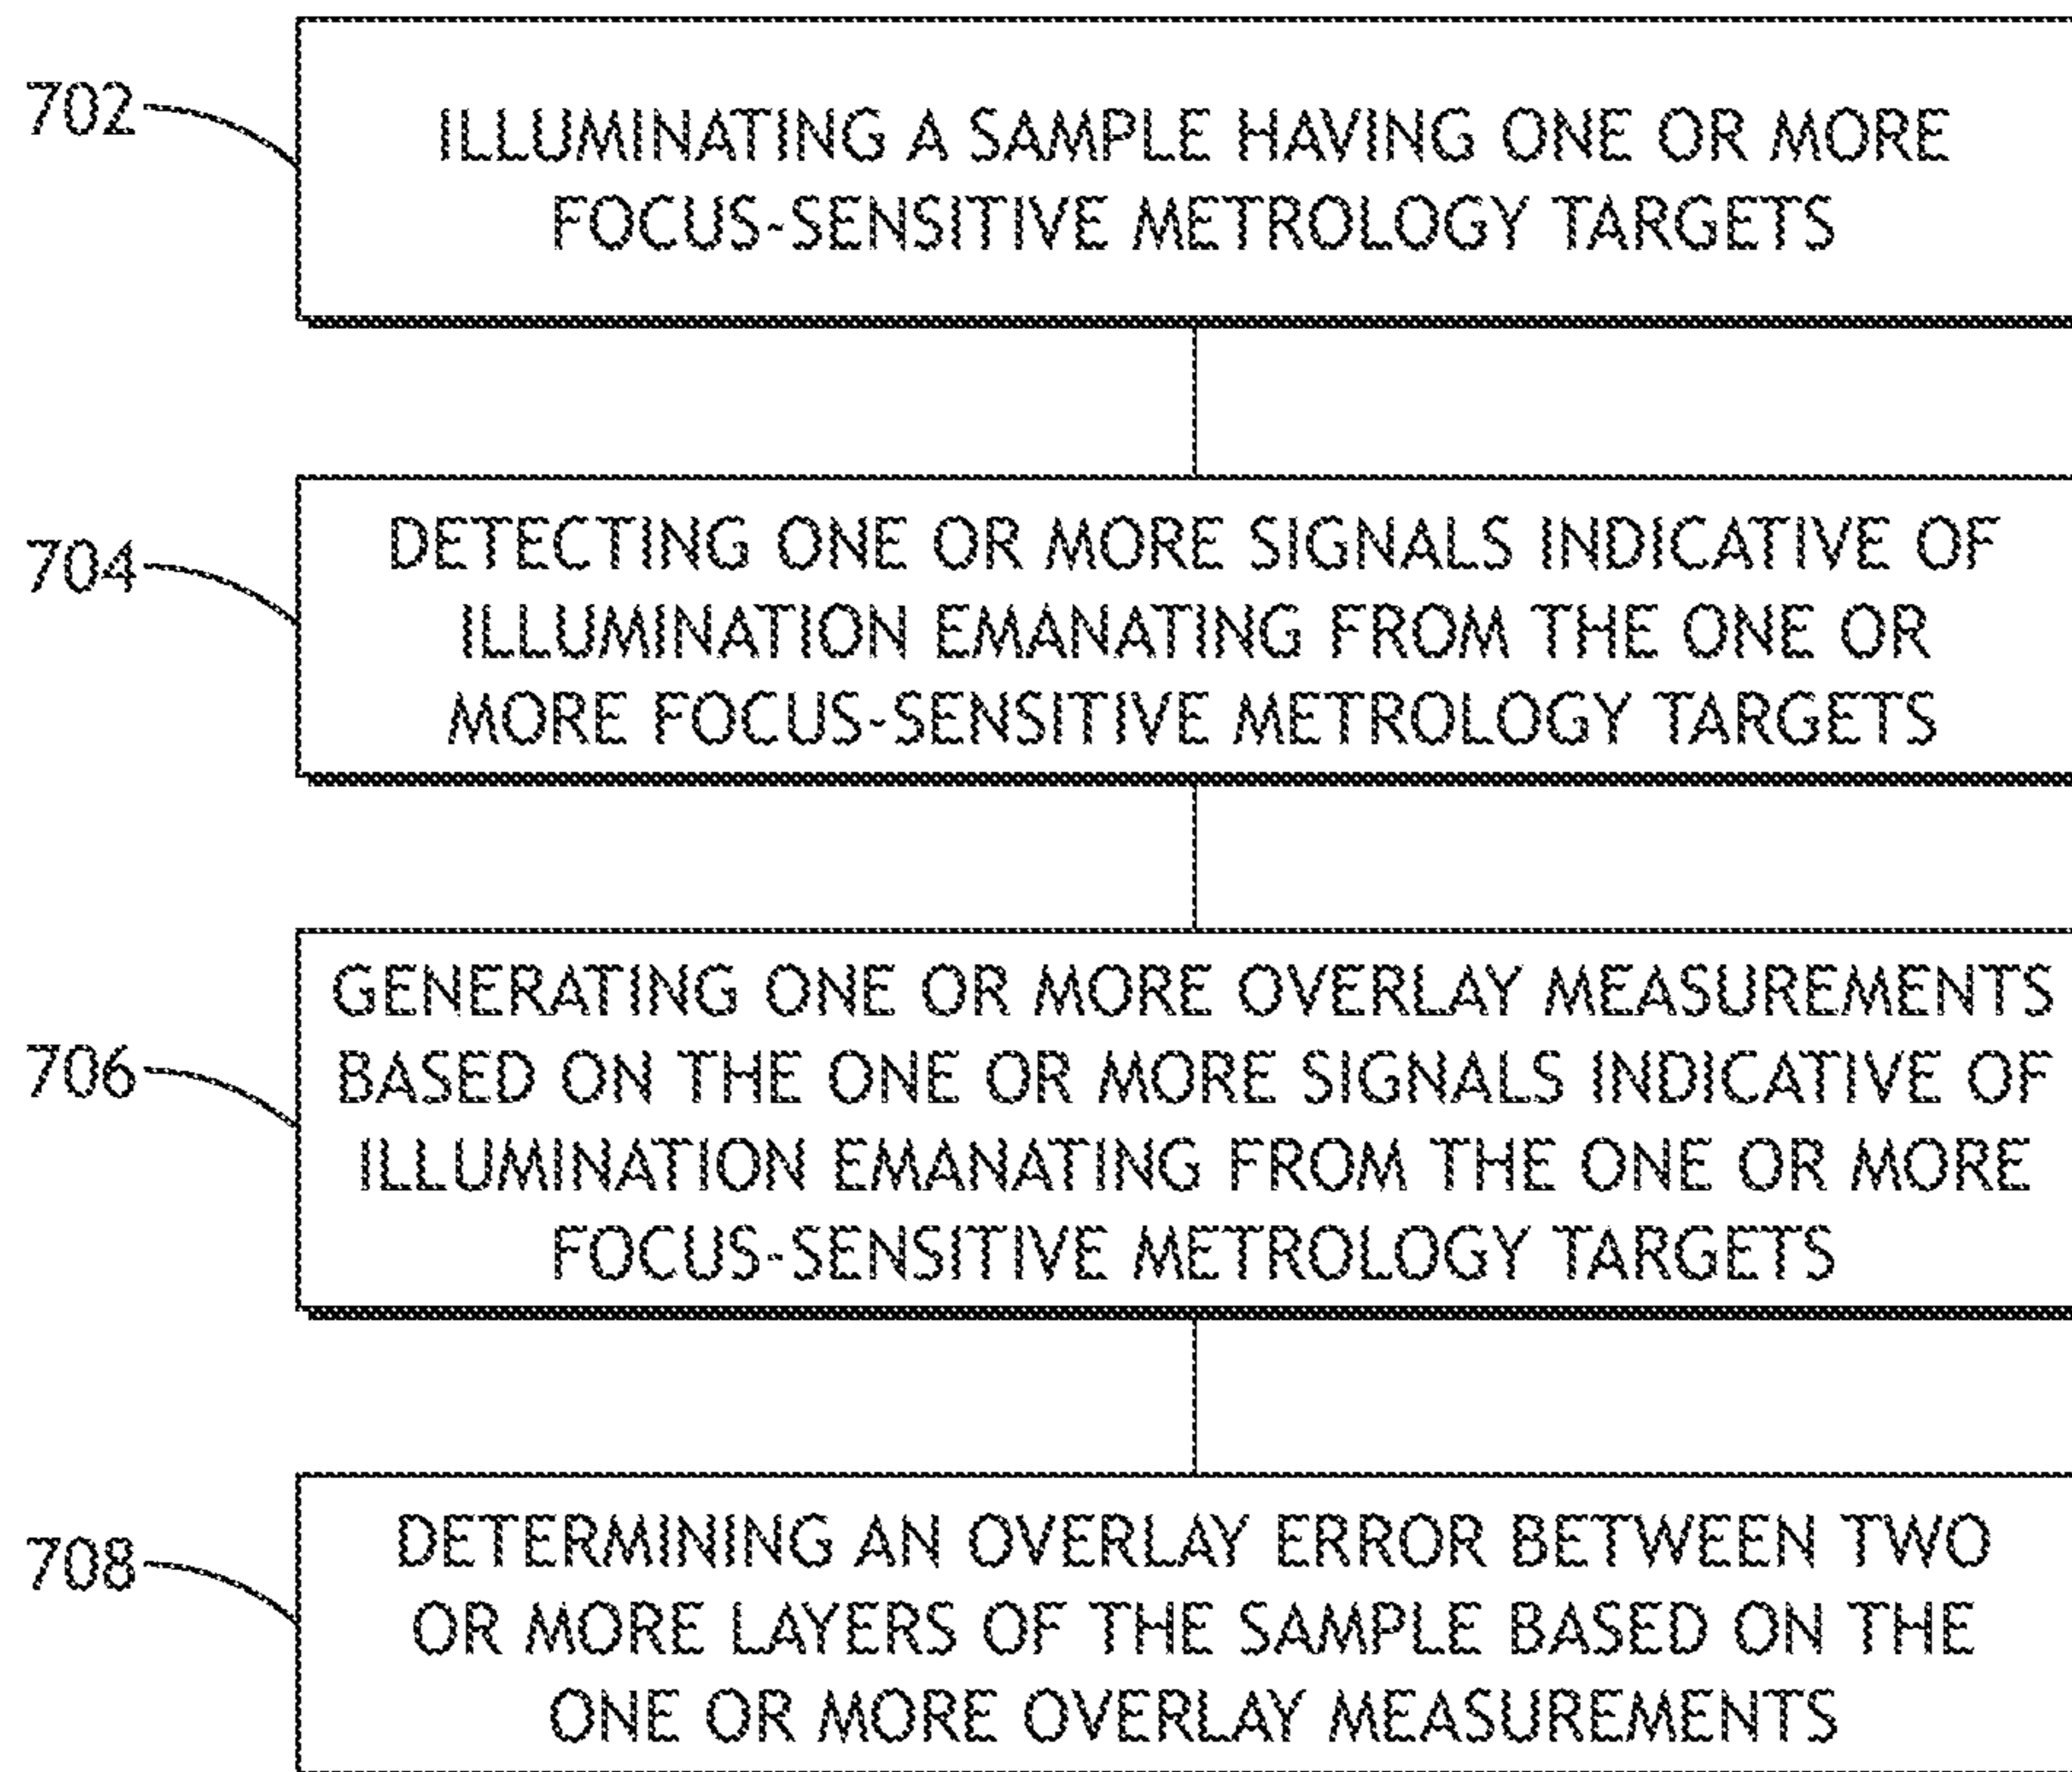 702
ILLUMINATING A SAMPLE HAVING ONE OR MORE
FOCUS-SENSITIVE METROLOGY TARGETS
704
DETECTING ONE OR MORE SIGNALS INDICATIVE OF
ILLUMINATION EMANATING FROM THE ONE OR
MORE FOCUS-SENSITIVE METROLOGY TARGETS
706
GENERATING ONE OR MORE OVERLAY MEASUREMENTS
BASED ON THE ONE OR MORE SIGNALS INDICATIVE OF
ILLUMINATION EMANATING FROM THE ONE OR MORE
FOCUS-SENSITIVE METROLOGY TARGETS
708
DETERMINING AN OVERLAY ERROR BETWEEN TWO
OR MORE LAYERS OF THE SAMPLE BASED ON THE
ONE OR MORE OVERLAY MEASUREMENTS